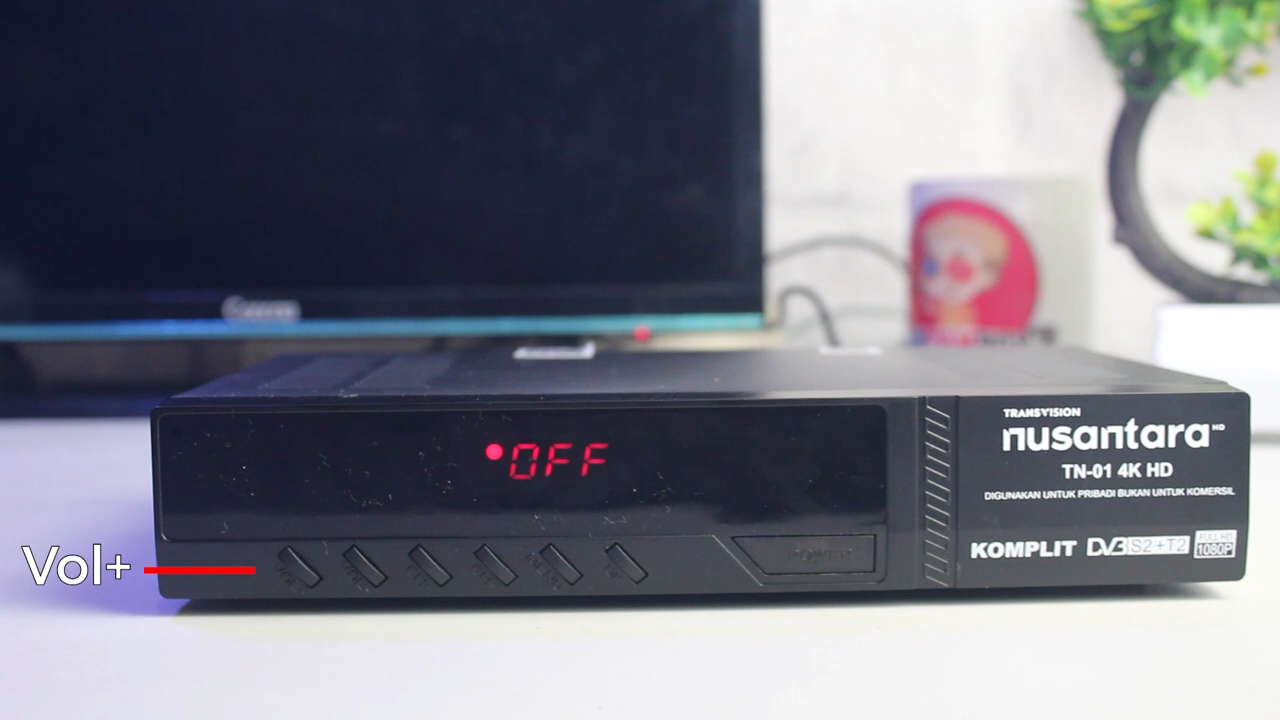 OFF
TRANSVISION
nusantara HD
TN-01 4K HD
DIGUNAKAN UNTUK PRIBADI BUKAN UNTUK KOMERSIL
KOMPLIT DVB S2+T2 FULL HD 1080P
Vol+
POWER